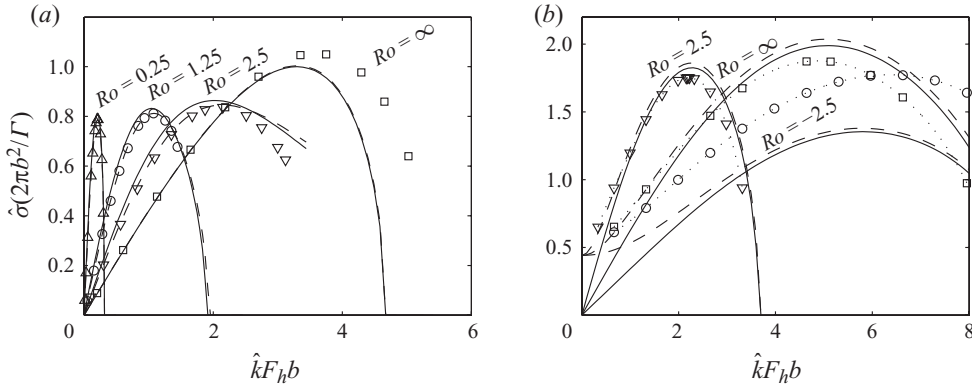 (a)
(b)
Ro = 0.25
Ro = 1.25
Ro = 2.5
Ro = ∞
1.0
0.8
0.6
0.4
0.2
0
2
4
6
σ̂(2πb²/Γ)
k̂F_hb
Ro = 2.5
Ro = ∞
Ro = −2.5
2.0
1.5
1.0
0.5
0
2
4
6
8
k̂F_hb